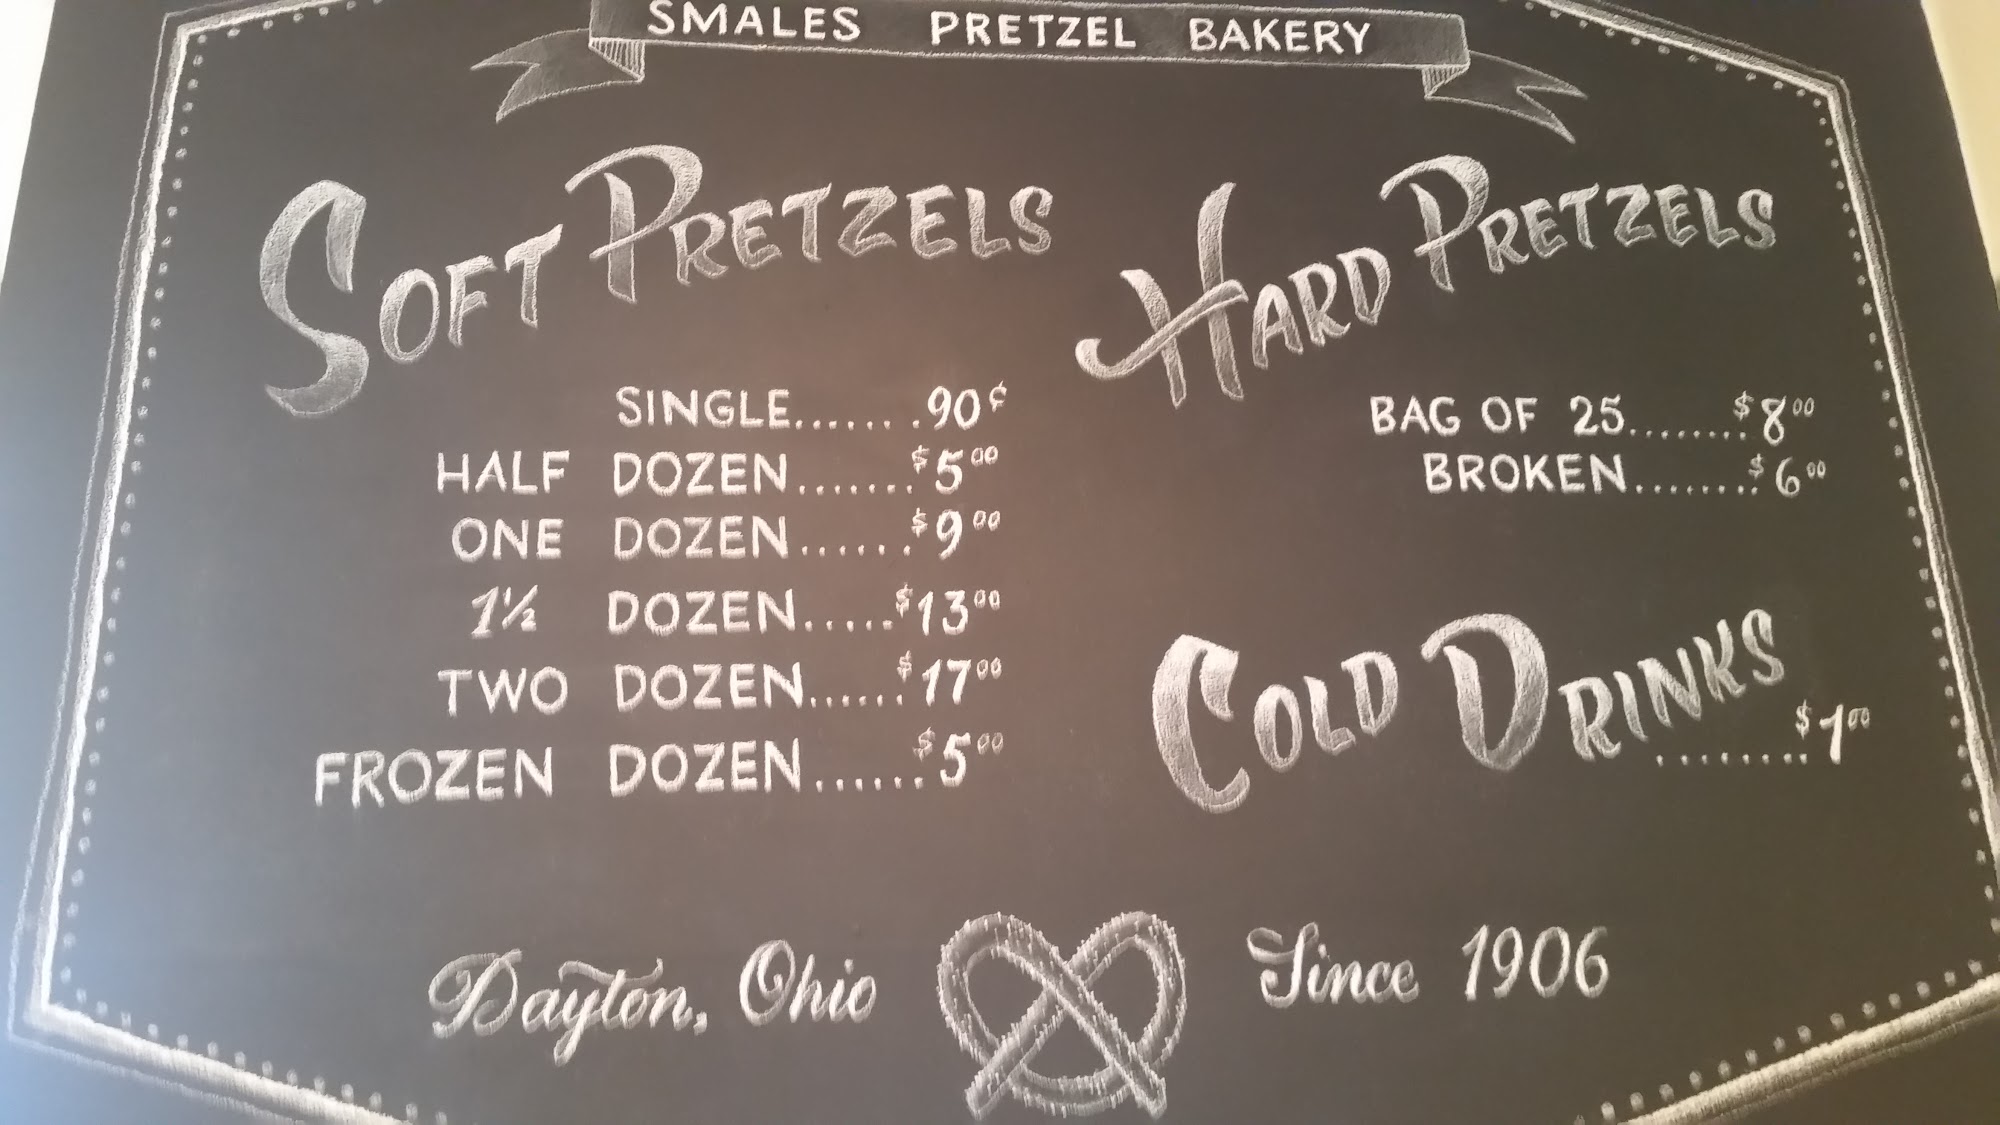 SMALES PRETZEL BAKERY
SOFT PRETZELS
SINGLE.......90¢
HALF DOZEN.......$5.00
ONE DOZEN.......$9.00
1½ DOZEN.....$13.00
TWO DOZEN......$17.00
FROZEN DOZEN......$5.00
HARD PRETZELS
BAG OF 25........$8.00
BROKEN........$6.00
COLD DRINKS
........$1.00
Dayton, Ohio
Since 1906